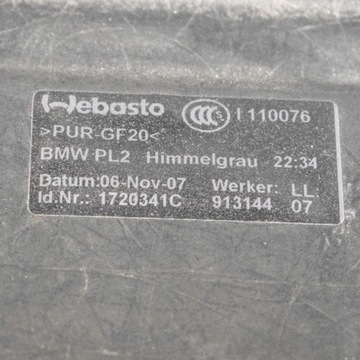 Webasto CCC S I 110076
>PUR-GF20<
BMW PL2 Himmelgrau 22:34
Datum:06-Nov-07 Werker: LL.
Id.Nr.: 1720341C 913144 07